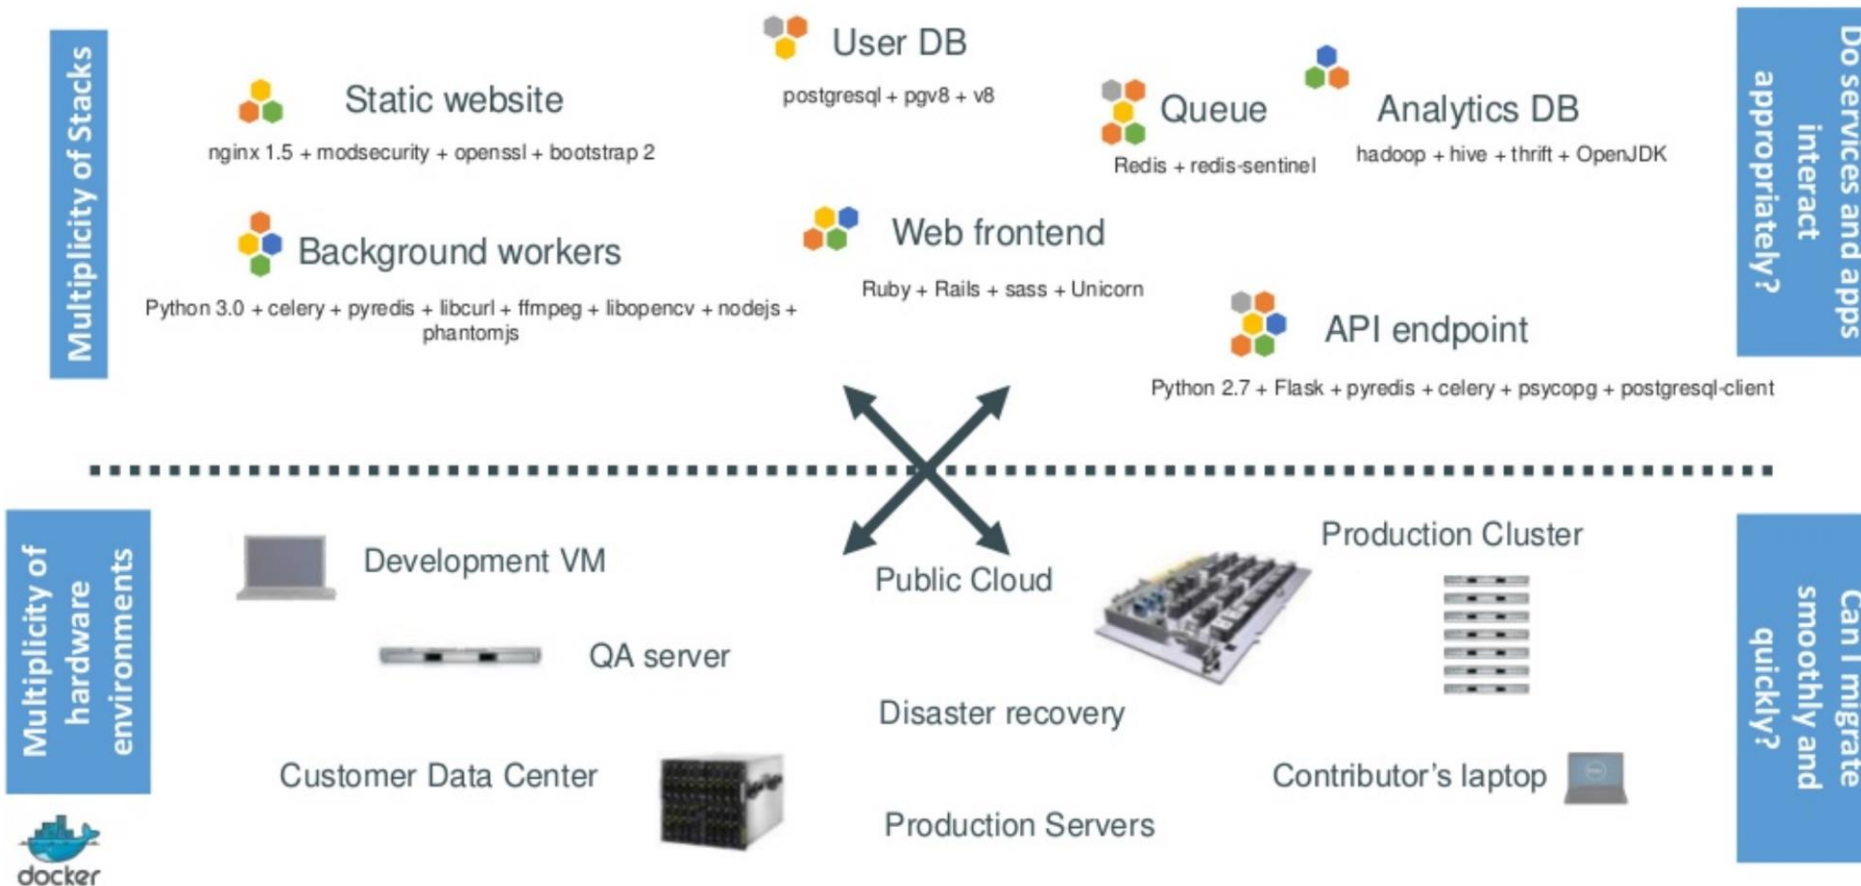 Multiplicity of Stacks
Static website
nginx 1.5 + modsecurity + openssl + bootstrap 2
Background workers
Python 3.0 + celery + pyredis + libcurl + ffmpeg + libopencv + nodejs +
phantomjs
User DB
postgresql + pgv8 + v8
Web frontend
Ruby + Rails + sass + Unicorn
Queue
Redis + redis-sentinel
Analytics DB
hadoop + hive + thrift + OpenJDK
API endpoint
Python 2.7 + Flask + pyredis + celery + psycopg + postgresql-client
Do services and apps
interact
appropriately?
Multiplicity of
hardware
environments
Development VM
QA server
Customer Data Center
Public Cloud
Disaster recovery
Production Servers
Production Cluster
Contributor's laptop
Can I migrate
smoothly and
quickly?
docker